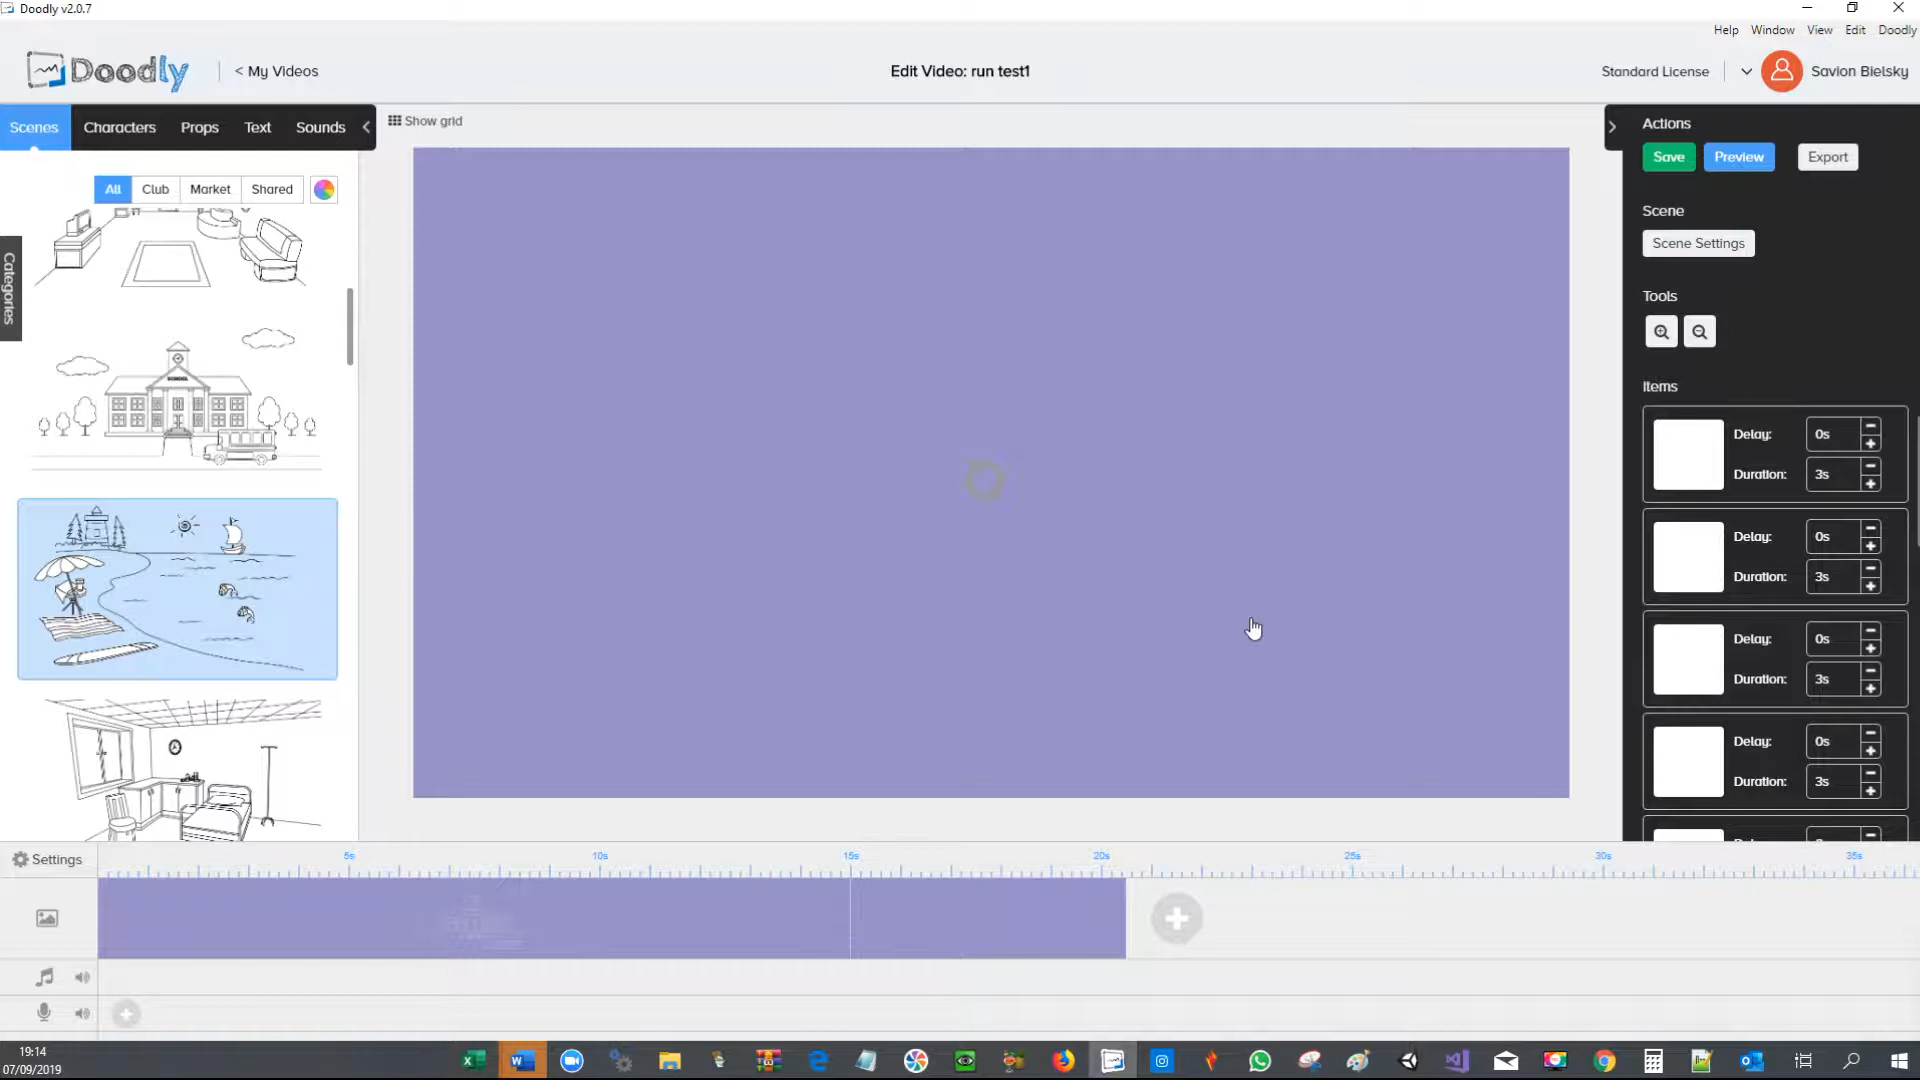 Doodly v2.0.7
Help Window View Edit Doodly
Doodly < My Videos Edit Video: run test1 Standard License Savion Bielsky
Scenes Characters Props Text Sounds
Show grid
Actions
Save Preview Export
All Club Market Shared
Scene
Scene Settings
Categories
Tools
SCHOOL
Items
Delay: 0s
Duration: 3s
Delay: 0s
Duration: 3s
Delay: 0s
Duration: 3s
Delay: 0s
Duration: 3s
Settings 5s 10s 15s 20s 25s 30s 35s
19:14
07/09/2019